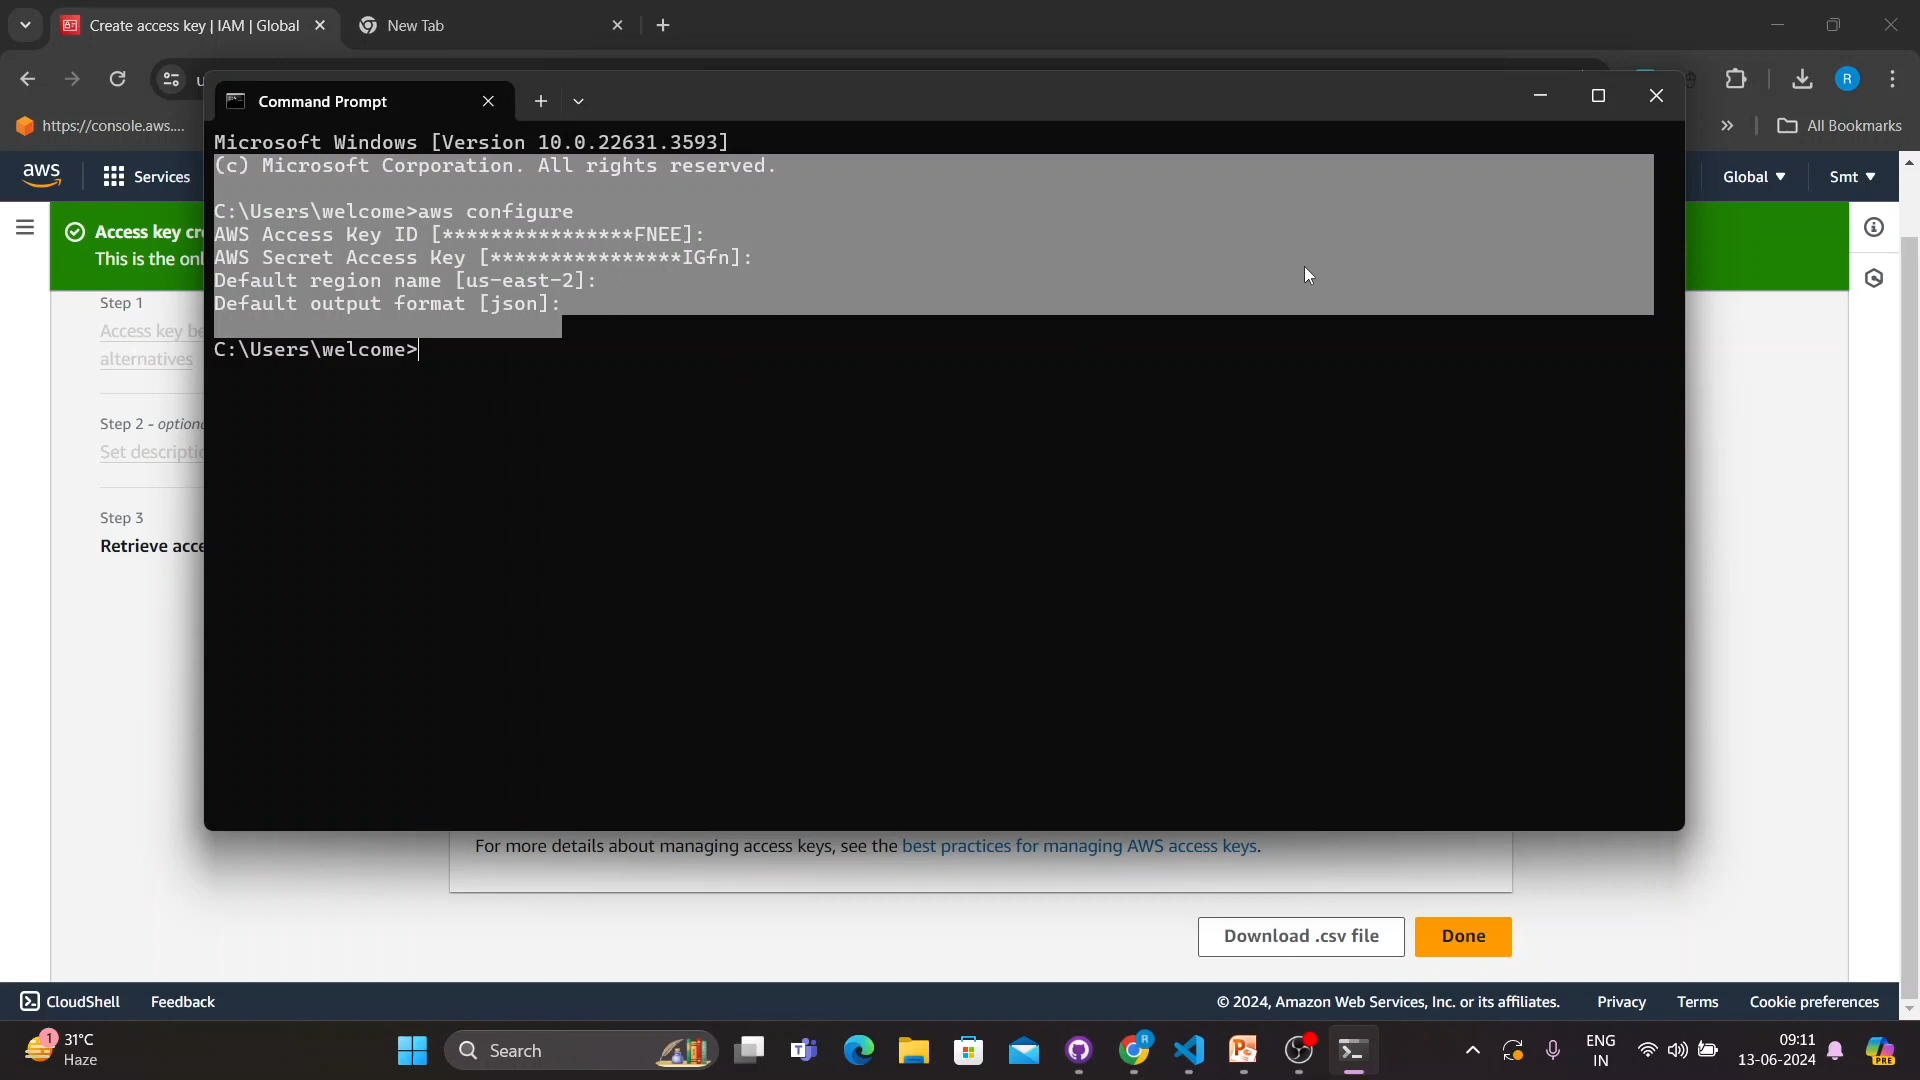 Create access key | IAM | Global
New Tab
R
https://console.aws....
All Bookmarks
aws
Services
Global
Smt
Command Prompt
Microsoft Windows [Version 10.0.22631.3593]
(c) Microsoft Corporation. All rights reserved.
C:\Users\welcome>aws configure
AWS Access Key ID [****************FNEE]:
AWS Secret Access Key [****************IGfn]:
Default region name [us-east-2]:
Default output format [json]:
C:\Users\welcome>
Access key cr
This is the onl
Step 1
Access key be
alternatives
Step 2 - optiona
Set descriptio
Step 3
Retrieve acce
For more details about managing access keys, see the best practices for managing AWS access keys.
Download .csv file
Done
CloudShell
Feedback
© 2024, Amazon Web Services, Inc. or its affiliates.
Privacy
Terms
Cookie preferences
1
31°C
Haze
Search
R
ENG
IN
09:11
13-06-2024
PRE